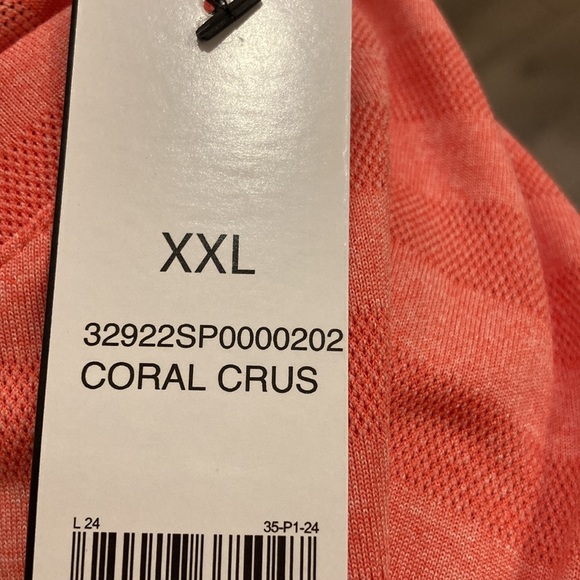 XXL
32922SP0000202
CORAL CRUS
L 24 35-P1-24